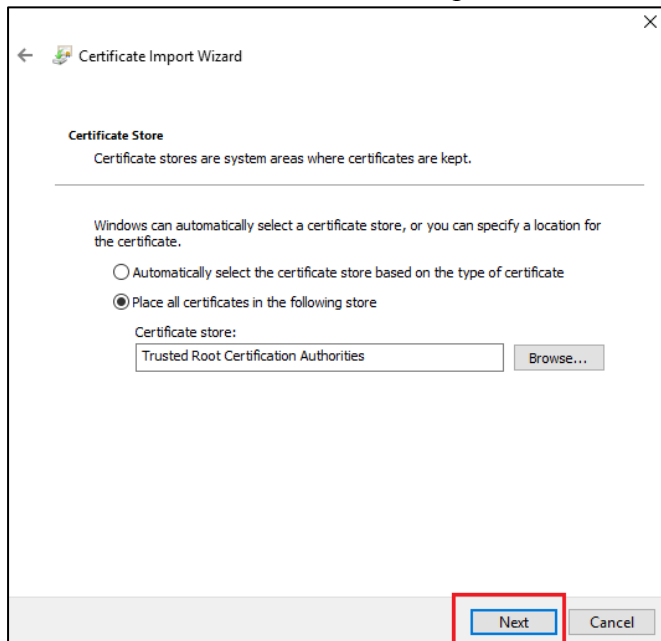 Certificate Import Wizard
Certificate Store
Certificate stores are system areas where certificates are kept.
Windows can automatically select a certificate store, or you can specify a location for
the certificate.
Automatically select the certificate store based on the type of certificate
Place all certificates in the following store
Certificate store:
Trusted Root Certification Authorities
Browse...
Next
Cancel